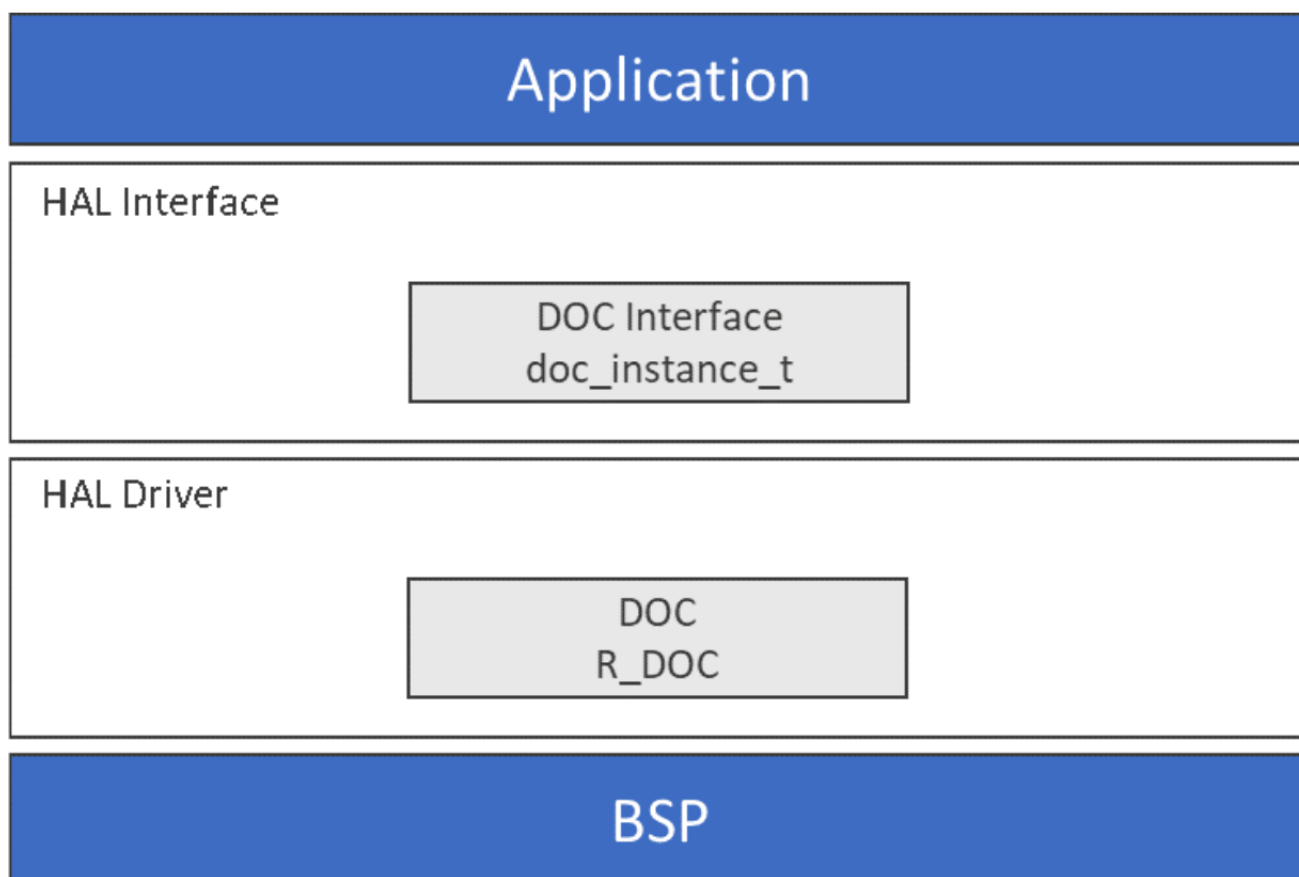 Application
HAL Interface
DOC Interface
doc_instance_t
HAL Driver
DOC
R_DOC
BSP